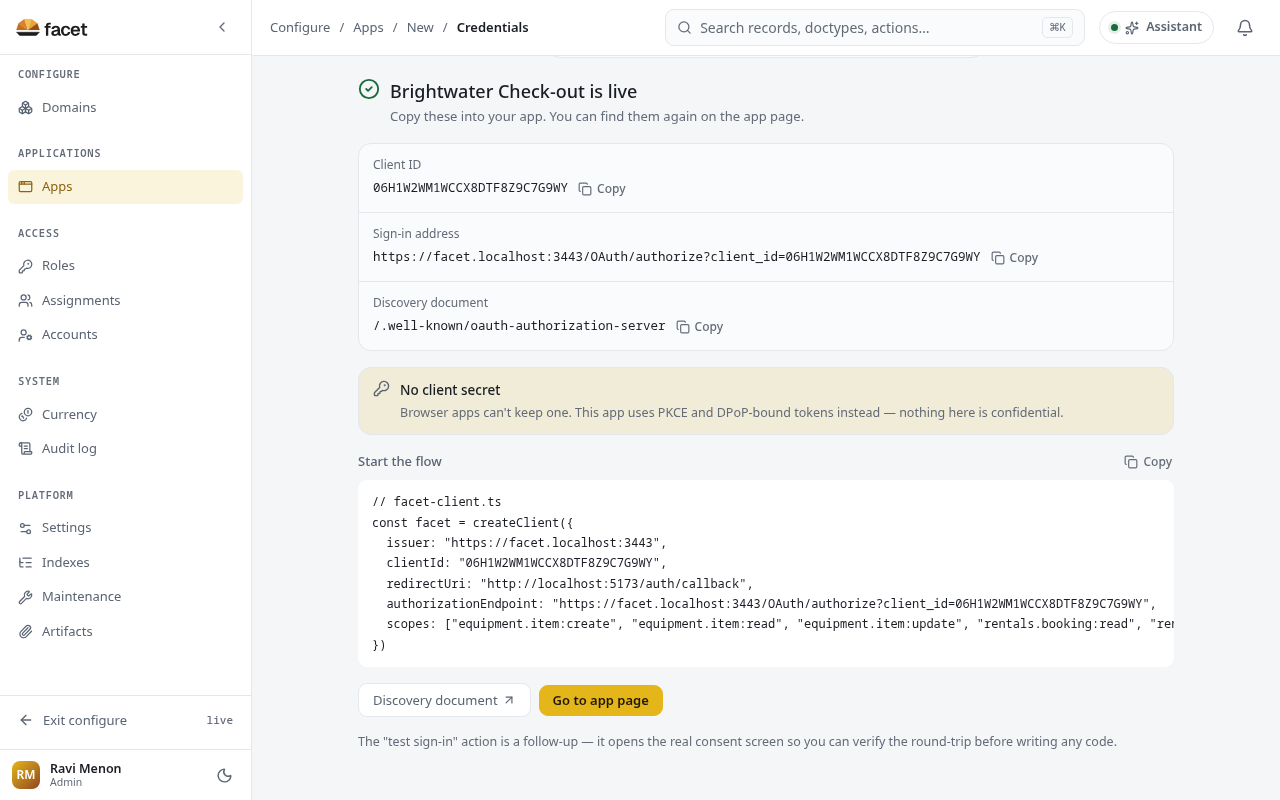 facet
Configure / Apps / New / Credentials
Search records, doctypes, actions...
⌘K
Assistant
CONFIGURE
Domains
APPLICATIONS
Apps
ACCESS
Roles
Assignments
Accounts
SYSTEM
Currency
Audit log
PLATFORM
Settings
Indexes
Maintenance
Artifacts
Exit configure
live
RM
Ravi Menon
Admin
Brightwater Check-out is live
Copy these into your app. You can find them again on the app page.
Client ID
06H1W2WM1WCCX8DTF8Z9C7G9WY Copy
Sign-in address
https://facet.localhost:3443/OAuth/authorize?client_id=06H1W2WM1WCCX8DTF8Z9C7G9WY Copy
Discovery document
/.well-known/oauth-authorization-server Copy
No client secret
Browser apps can't keep one. This app uses PKCE and DPoP-bound tokens instead — nothing here is confidential.
Start the flow
Copy
// facet-client.ts
const facet = createClient({
issuer: "https://facet.localhost:3443",
clientId: "06H1W2WM1WCCX8DTF8Z9C7G9WY",
redirectUri: "http://localhost:5173/auth/callback",
authorizationEndpoint: "https://facet.localhost:3443/OAuth/authorize?client_id=06H1W2WM1WCCX8DTF8Z9C7G9WY",
scopes: ["equipment.item:create", "equipment.item:read", "equipment.item:update", "rentals.booking:read", "ren
})
Discovery document
Go to app page
The "test sign-in" action is a follow-up — it opens the real consent screen so you can verify the round-trip before writing any code.